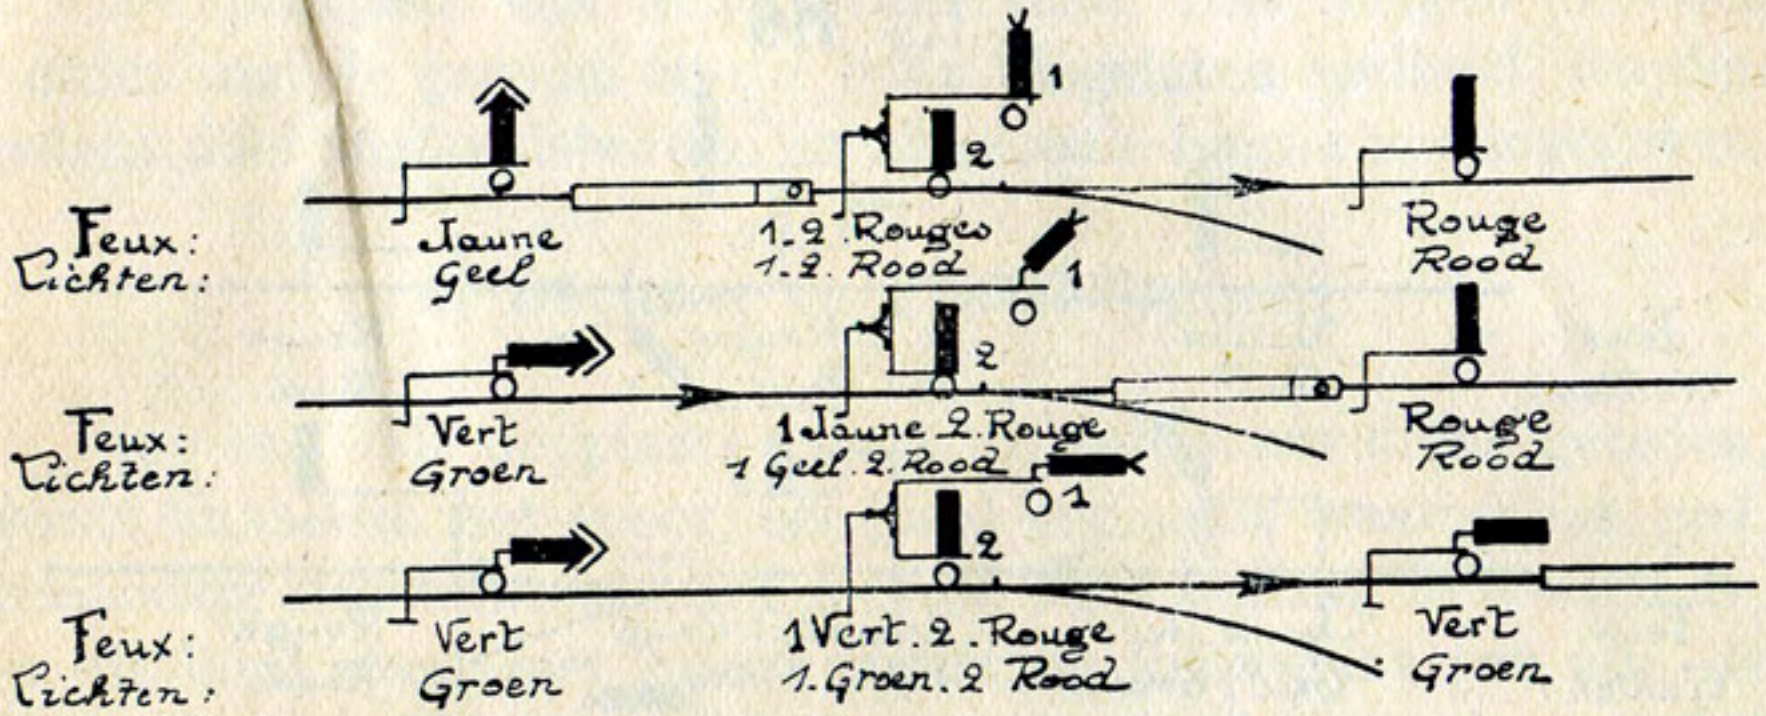 1
2
Feux: Jaune 1-2. Rouges Rouge
Lichten: Geel 1-2. Rood Rood
1
2
Feux: Vert 1 Jaune 2. Rouge Rouge
Lichten: Groen 1 Geel. 2. Rood Rood
1
2
Feux: Vert 1 Vert. 2. Rouge Vert
Lichten: Groen 1. Groen. 2 Rood Groen